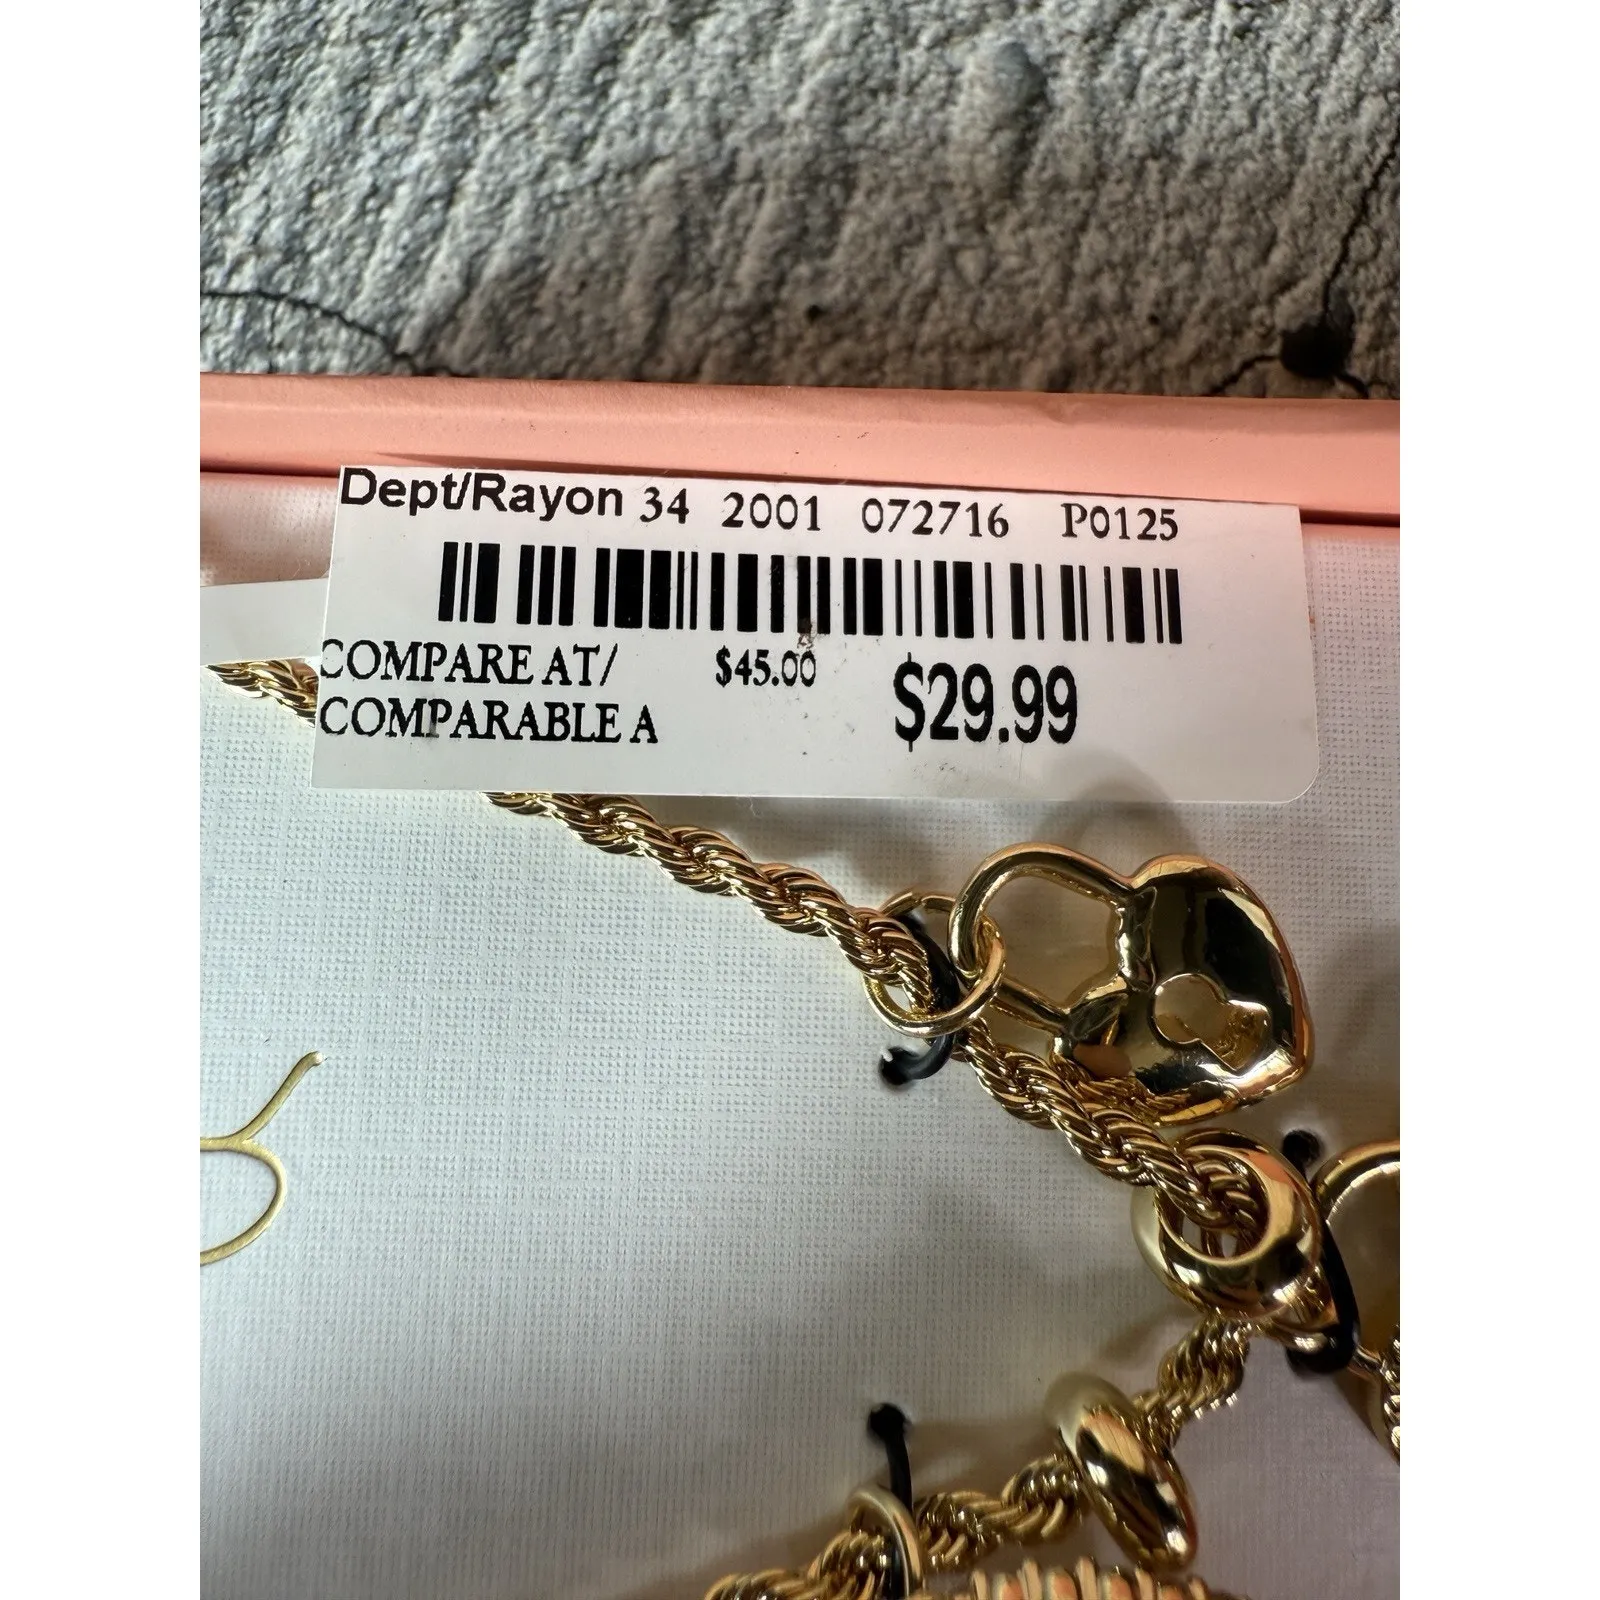 Dept/Rayon 34 2001 072716 P0125
COMPARE AT/ $45.00 $29.99
COMPARABLE A